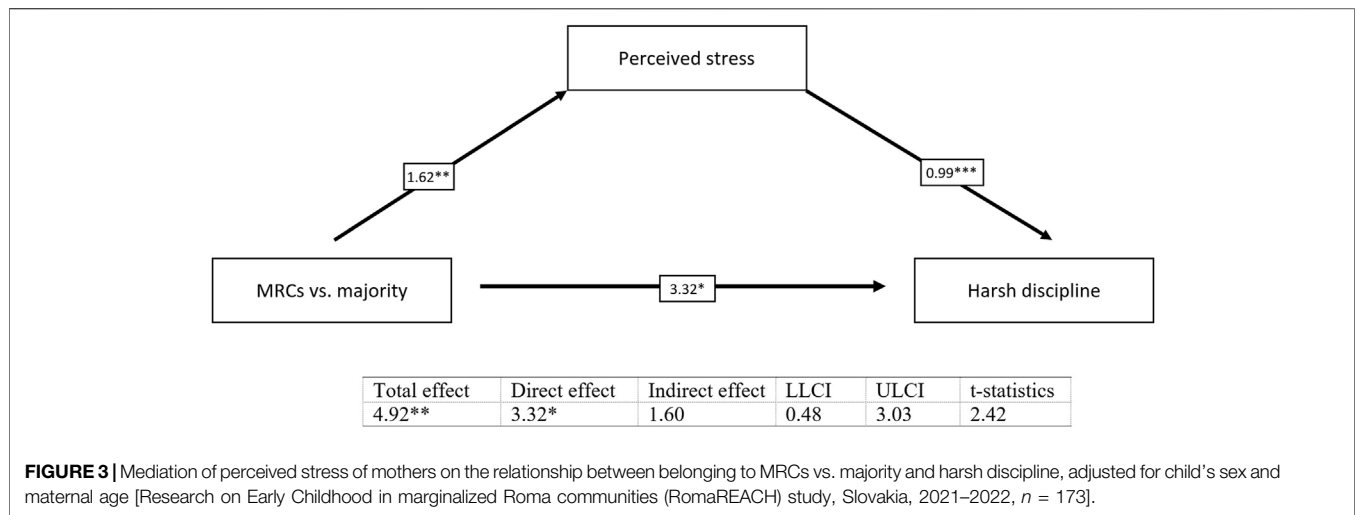 Perceived stress
1.62**
0.99***
MRCs vs. majority
3.32*
Harsh discipline
Total effect Direct effect Indirect effect LLCI ULCI t-statistics
4.92** 3.32* 1.60 0.48 3.03 2.42
FIGURE 3 | Mediation of perceived stress of mothers on the relationship between belonging to MRCs vs. majority and harsh discipline, adjusted for child’s sex and
maternal age [Research on Early Childhood in marginalized Roma communities (RomaREACH) study, Slovakia, 2021–2022, n = 173].